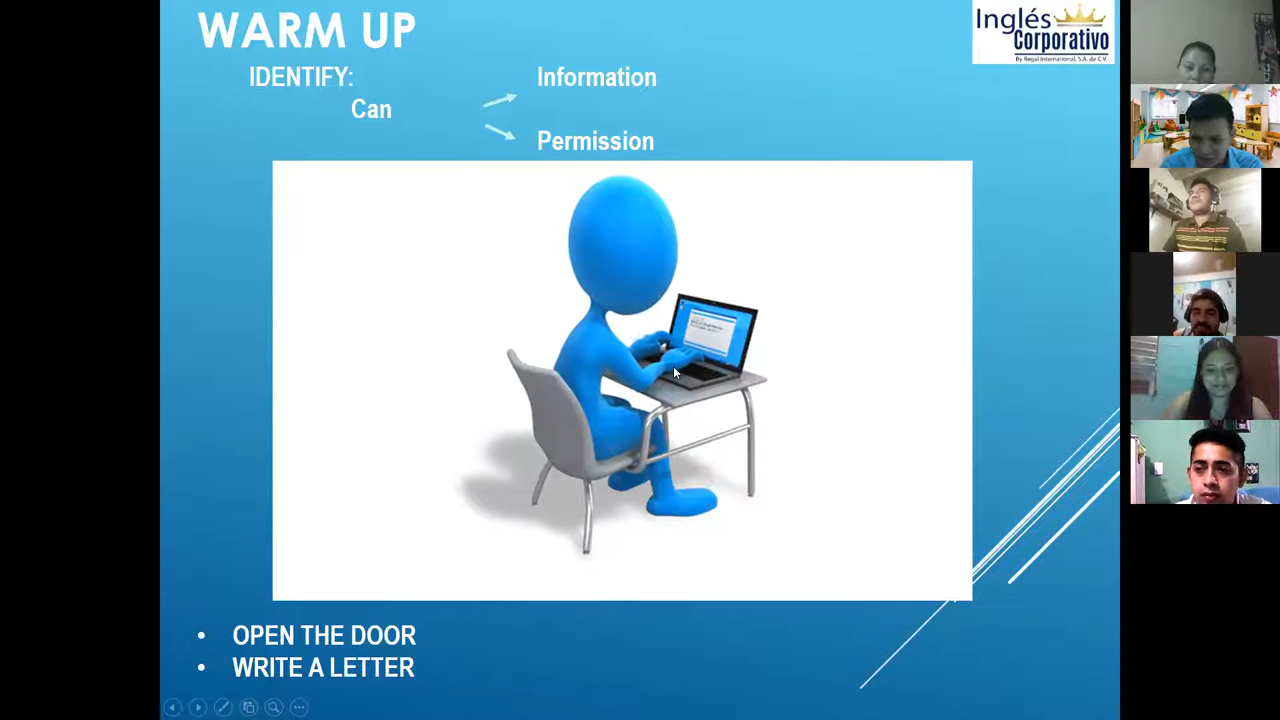 WARM UP
IDENTIFY:
Can
Information
Permission
Inglés
Corporativo
By Regal International, S.A. de C.V.
• OPEN THE DOOR
• WRITE A LETTER